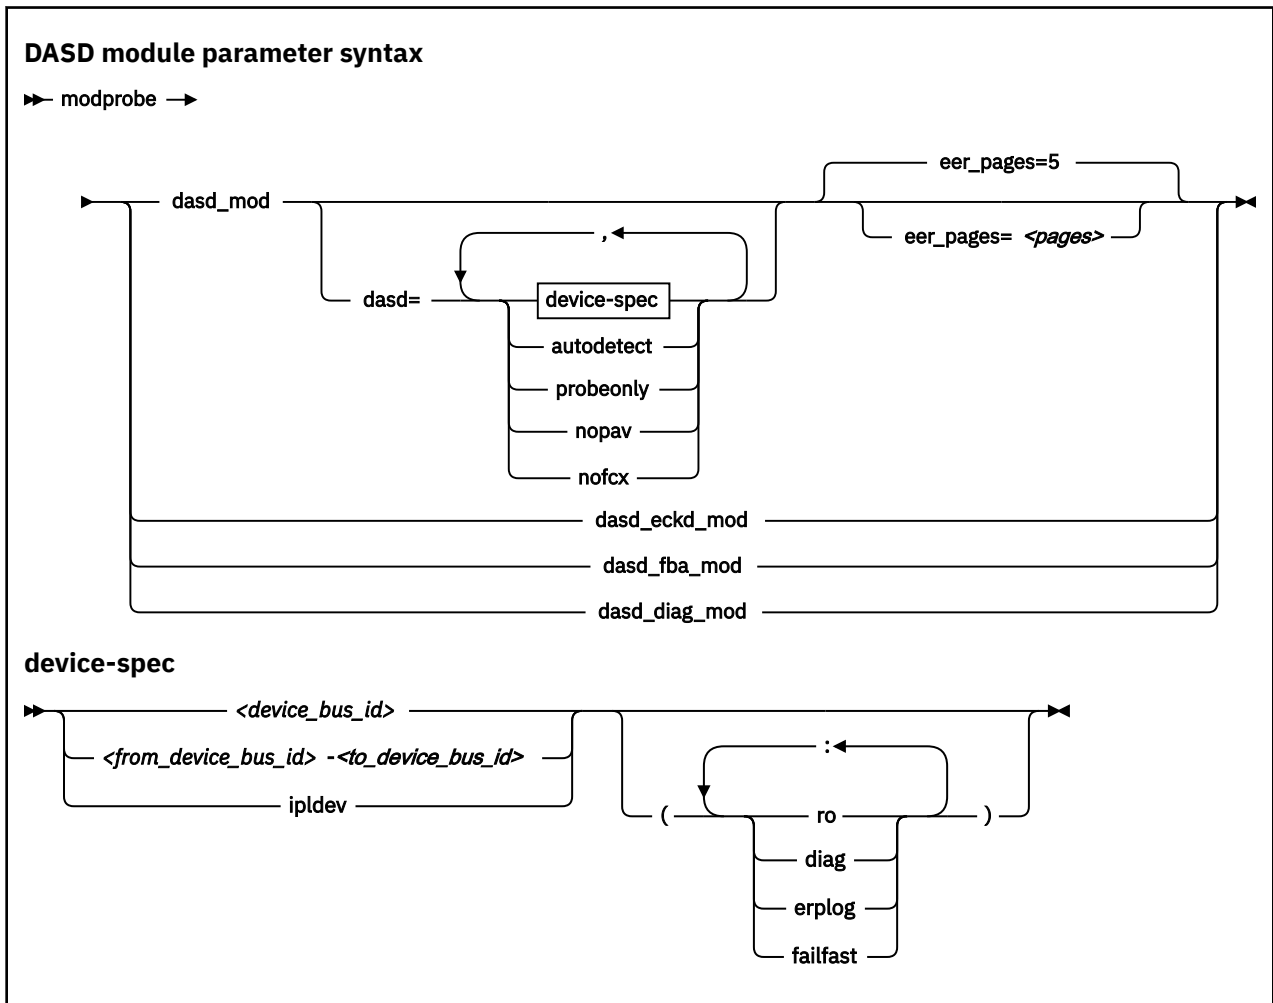 DASD module parameter syntax
modprobe
eer_pages=5
dasd_mod
eer_pages= <pages>
,
dasd= device-spec
autodetect
probeonly
nopav
nofcx
dasd_eckd_mod
dasd_fba_mod
dasd_diag_mod
device-spec
<device_bus_id>
<from_device_bus_id> -<to_device_bus_id>
:
ipldev
( ro )
diag
erplog
failfast